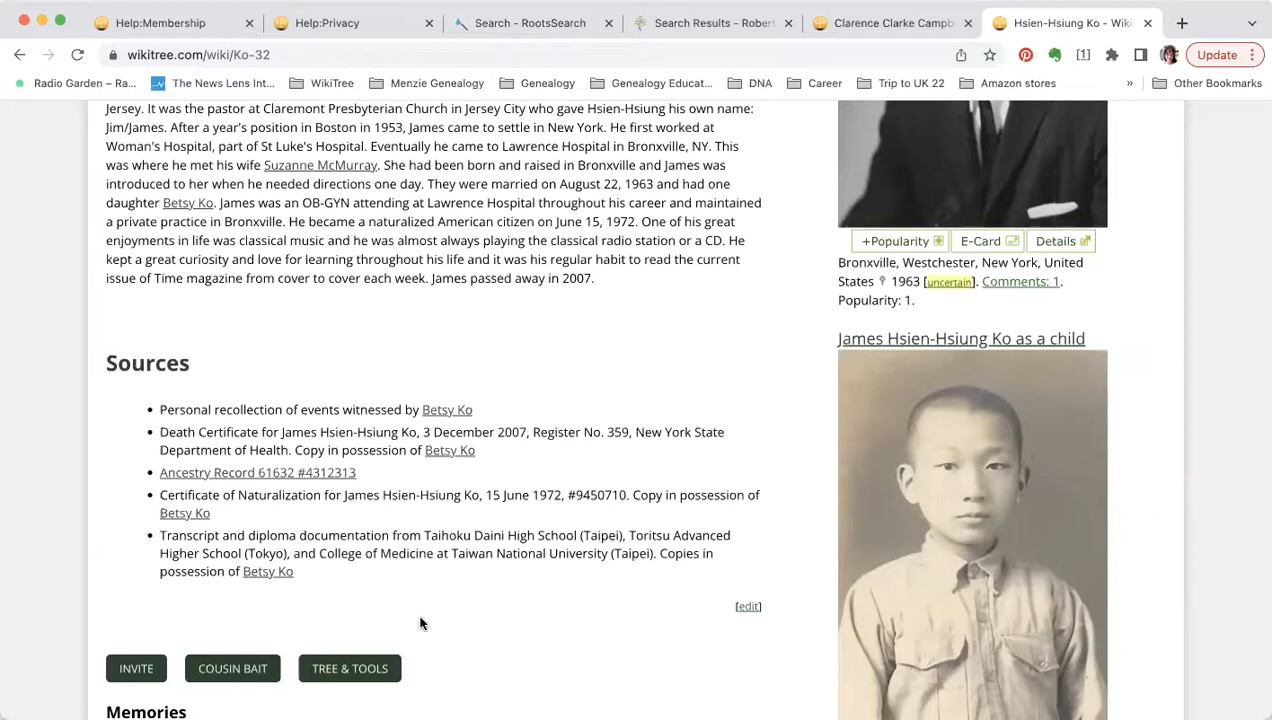 Help:Membership
Help:Privacy
Search - RootsSearch
Search Results - Robert
Clarence Clarke Campb
Hsien-Hsiung Ko - Wiki
wikitree.com/wiki/Ko-32
[1]
Update
Radio Garden – Ra...
The News Lens Int...
WikiTree
Menzie Genealogy
Genealogy
Genealogy Educat...
DNA
Career
Trip to UK 22
Amazon stores
»
Other Bookmarks
Jersey. It was the pastor at Claremont Presbyterian Church in Jersey City who gave Hsien-Hsiung his own name:
Jim/James. After a year's position in Boston in 1953, James came to settle in New York. He first worked at
Woman's Hospital, part of St Luke's Hospital. Eventually he came to Lawrence Hospital in Bronxville, NY. This
was where he met his wife Suzanne McMurray. She had been born and raised in Bronxville and James was
introduced to her when he needed directions one day. They were married on August 22, 1963 and had one
daughter Betsy Ko. James was an OB-GYN attending at Lawrence Hospital throughout his career and maintained
a private practice in Bronxville. He became a naturalized American citizen on June 15, 1972. One of his great
enjoyments in life was classical music and he was almost always playing the classical radio station or a CD. He
kept a great curiosity and love for learning throughout his life and it was his regular habit to read the current
issue of Time magazine from cover to cover each week. James passed away in 2007.
Sources
Personal recollection of events witnessed by Betsy Ko
Death Certificate for James Hsien-Hsiung Ko, 3 December 2007, Register No. 359, New York State
Department of Health. Copy in possession of Betsy Ko
Ancestry Record 61632 #4312313
Certificate of Naturalization for James Hsien-Hsiung Ko, 15 June 1972, #9450710. Copy in possession of
Betsy Ko
Transcript and diploma documentation from Taihoku Daini High School (Taipei), Toritsu Advanced
Higher School (Tokyo), and College of Medicine at Taiwan National University (Taipei). Copies in
possession of Betsy Ko
[edit]
INVITE
COUSIN BAIT
TREE & TOOLS
Memories
+Popularity
E-Card
Details
Bronxville, Westchester, New York, United
States 1963 [uncertain]. Comments: 1.
Popularity: 1.
James Hsien-Hsiung Ko as a child